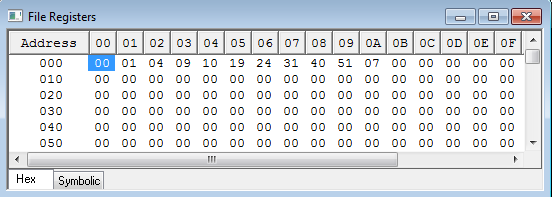 File Registers
Address 00 01 02 03 04 05 06 07 08 09 0A 0B 0C 0D 0E 0F
000 00 01 04 09 10 19 24 31 40 51 07 00 00 00 00 00
010 00 00 00 00 00 00 00 00 00 00 00 00 00 00 00 00
020 00 00 00 00 00 00 00 00 00 00 00 00 00 00 00 00
030 00 00 00 00 00 00 00 00 00 00 00 00 00 00 00 00
040 00 00 00 00 00 00 00 00 00 00 00 00 00 00 00 00
050 00 00 00 00 00 00 00 00 00 00 00 00 00 00 00 00
Hex Symbolic